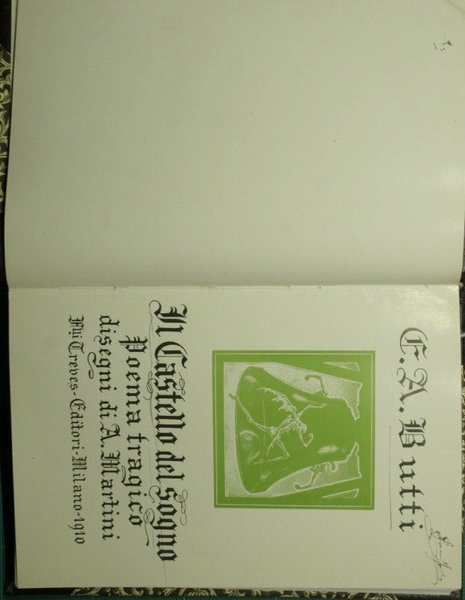 E. A. Butti
Il Castello del sogno
Poema tragico
disegni di A. Martini
Flli Treves - Editori - Milano - 1910